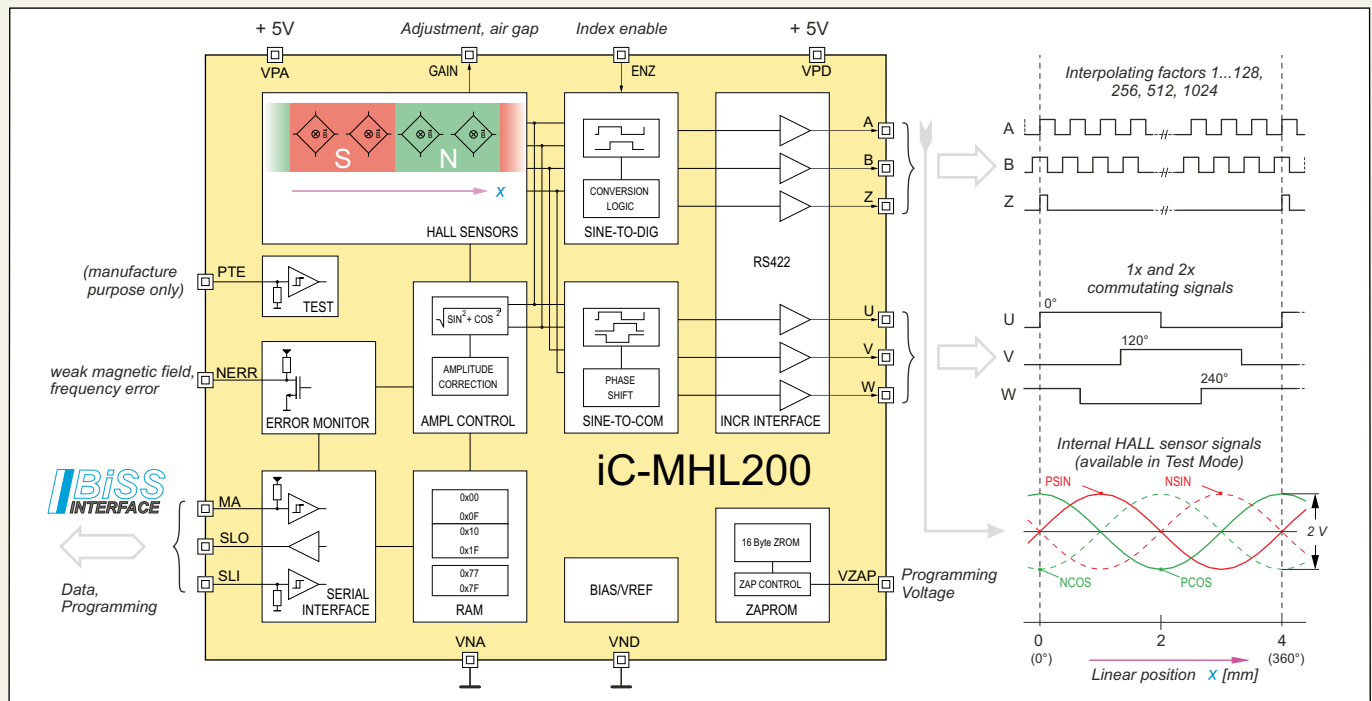 + 5V
Adjustment, air gap
Index enable
+ 5V
VPA
GAIN
ENZ
VPD
S
N
x
HALL SENSORS
CONVERSION
LOGIC
SINE-TO-DIG
A
B
Z
RS422
(manufacture
purpose only)
PTE
TEST
√SIN² + COS²
AMPLITUDE
CORRECTION
AMPL CONTROL
PHASE
SHIFT
SINE-TO-COM
U
V
W
INCR INTERFACE
weak magnetic field,
frequency error
NERR
ERROR MONITOR
iC-MHL200
BiSS
INTERFACE
MA
SLO
SLI
Data,
Programming
SERIAL
INTERFACE
0x00
0x0F
0x10
0x1F
0x77
0x7F
RAM
BIAS/VREF
16 Byte ZROM
ZAP CONTROL
ZAPROM
VZAP
Programming
Voltage
VNA
VND
Interpolating factors 1...128,
256, 512, 1024
A
B
Z
1x and 2x
commutating signals
U
0°
V
120°
W
240°
Internal HALL sensor signals
(available in Test Mode)
PSIN
NSIN
2 V
NCOS
PCOS
0
2
4
(0°)
(360°)
Linear position x [mm]